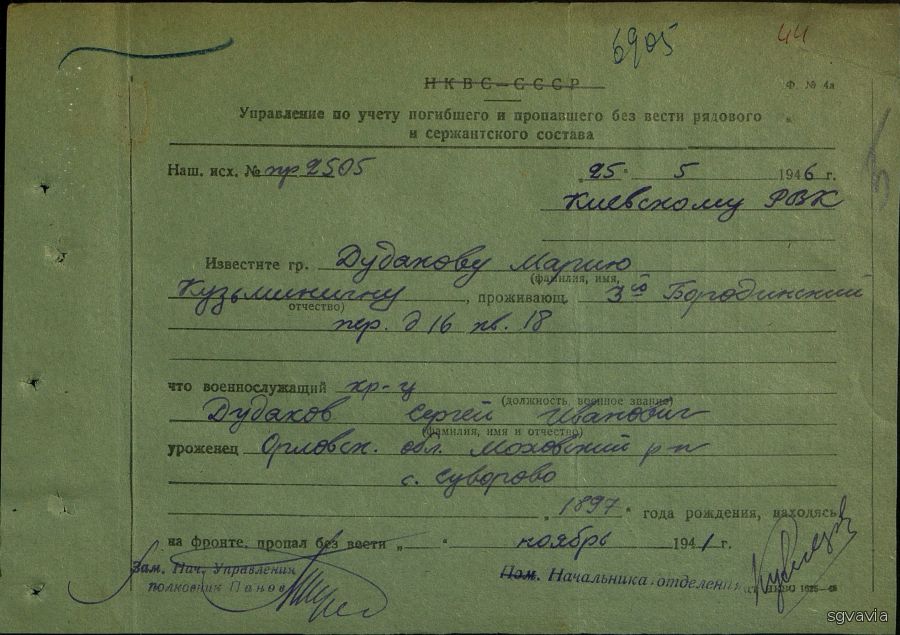 6905
44
НКВС-СССР
Ф. № 4а
Управление по учету погибшего и пропавшего без вести рядового
и сержантского состава
Наш. исх. № пр 2505 „25“ 5 1946 г.
Киевскому РВК
Известите гр. Дудакову Марию
(фамилия, имя,
Кузьминичну, проживающ. 3й Бородинский
отчество)
пер. д 16 кв. 18
что военнослужащий кр-ц
(должность, военное звание)
Дудаков Сергей Иванович
(фамилия, имя и отчество)
уроженец Орловск. обл. Моховский р-н
с. Суворово
„1897“ года рождения, находясь
на фронте, пропал без вести „ “ ноябрь 1941 г.
Зам. Нач. Управления
полковник Панов
Пом. Начальника отделения
sgvavia